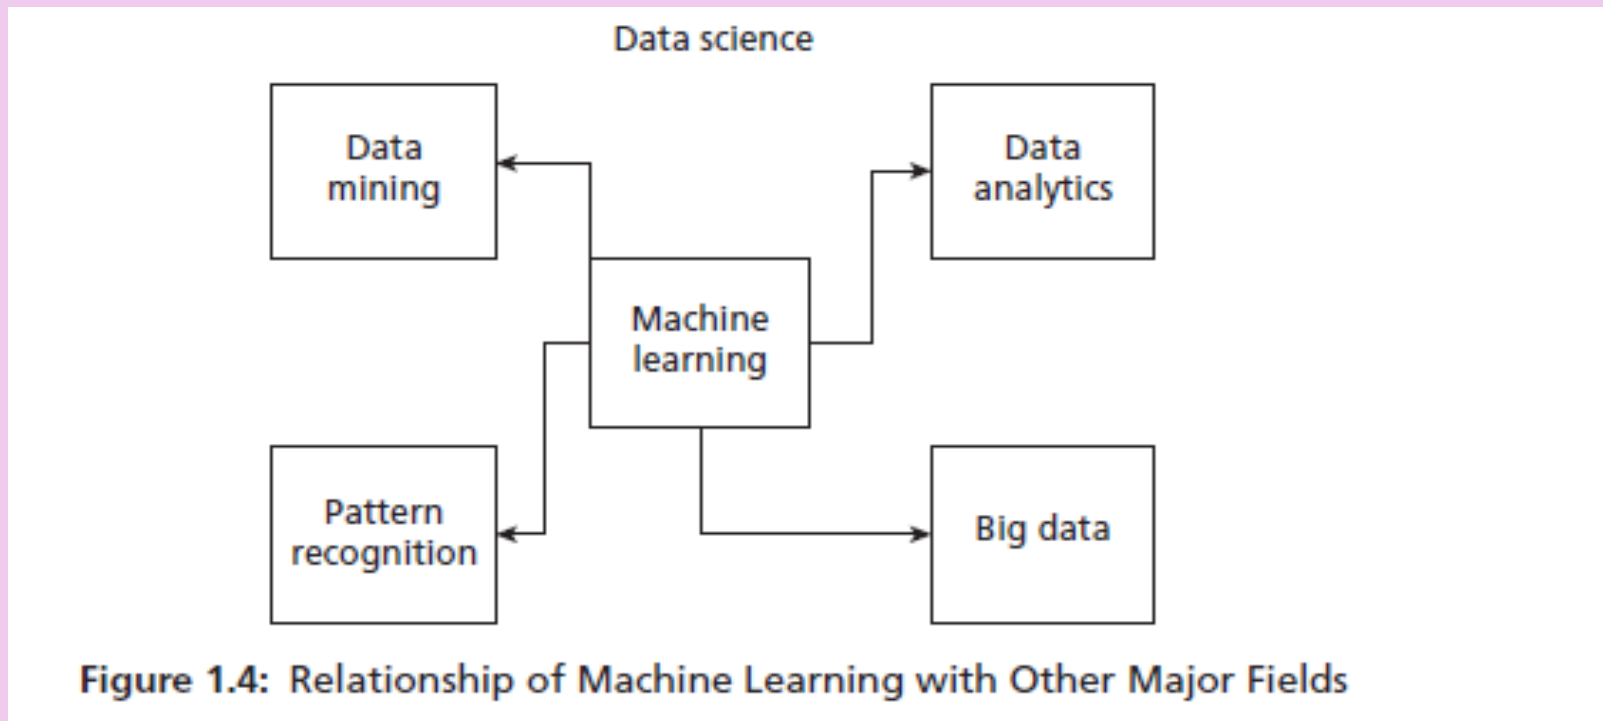 Data science
Data
mining
Data
analytics
Machine
learning
Pattern
recognition
Big data
Figure 1.4: Relationship of Machine Learning with Other Major Fields